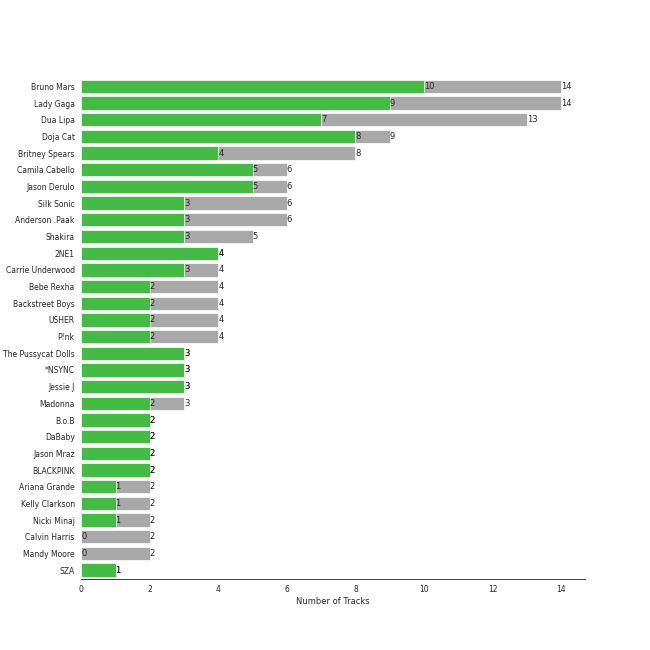 Bruno Mars 10 14
Lady Gaga 9 14
Dua Lipa 7 13
Doja Cat 8 9
Britney Spears 4 8
Camila Cabello 5 6
Jason Derulo 5 6
Silk Sonic 3 6
Anderson .Paak 3 6
Shakira 3 5
2NE1 4
Carrie Underwood 3 4
Bebe Rexha 2 4
Backstreet Boys 2 4
USHER 2 4
P!nk 2 4
The Pussycat Dolls 3
*NSYNC 3
Jessie J 3
Madonna 2 3
B.o.B 2
DaBaby 2
Jason Mraz 2
BLACKPINK 2
Ariana Grande 1 2
Kelly Clarkson 1 2
Nicki Minaj 1 2
Calvin Harris 0 2
Mandy Moore 0 2
SZA 1
0 2 4 6 8 10 12 14
Number of Tracks